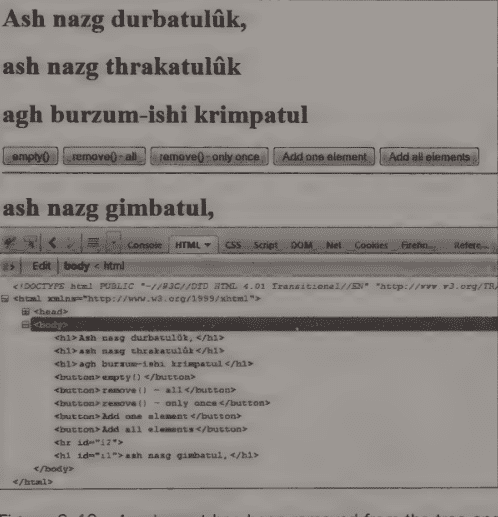 Ash nazg durbatulûk,
ash nazg thrakatulûk
agh burzum-ishi krimpatul
empty() remove() - all remove() - only once Add one element Add all elements
ash nazg gimbatul,
Console HTML CSS Script DOM Net Cookies Firefin... Refere...
Edit body < html
<!DOCTYPE html PUBLIC "-//W3C//DTD HTML 4.01 Transitional//EN" "http://www.w3.org/TR/
<html xmlns="http://www.w3.org/1999/xhtml">
<head>
<body>
<h1>Ash nazg durbatulûk,</h1>
<h1>ash nazg thrakatulûk</h1>
<h1>agh burzum-ishi krimpatul</h1>
<button>empty()</button>
<button>remove() - all</button>
<button>remove() - only once</button>
<button>Add one element</button>
<button>Add all elements</button>
<hr id="i2">
<h1 id="i1">ash nazg gimbatul,</h1>
</body>
</html>